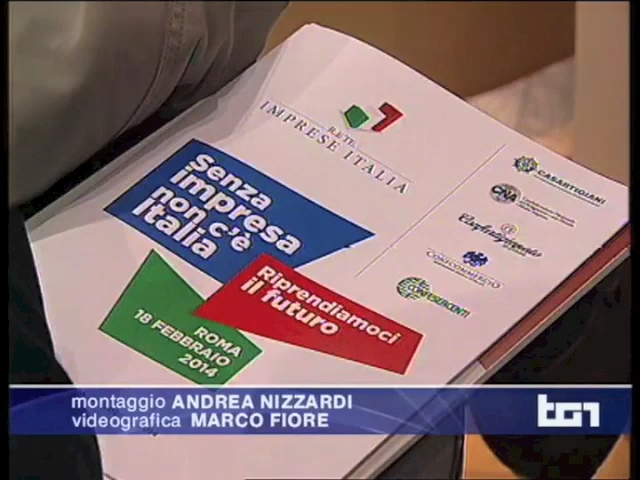 R.E TE.
IMPRESE ITALIA
Senza
impresa
non c'è
Italia
Riprendiamoci
il futuro
ROMA
18 FEBBRAIO
2014
CASARTIGIANI
CNA
Confartigianato
CONFCOMMERCIO
CONFESERCENTI
montaggio ANDREA NIZZARDI
videografica MARCO FIORE
tg1